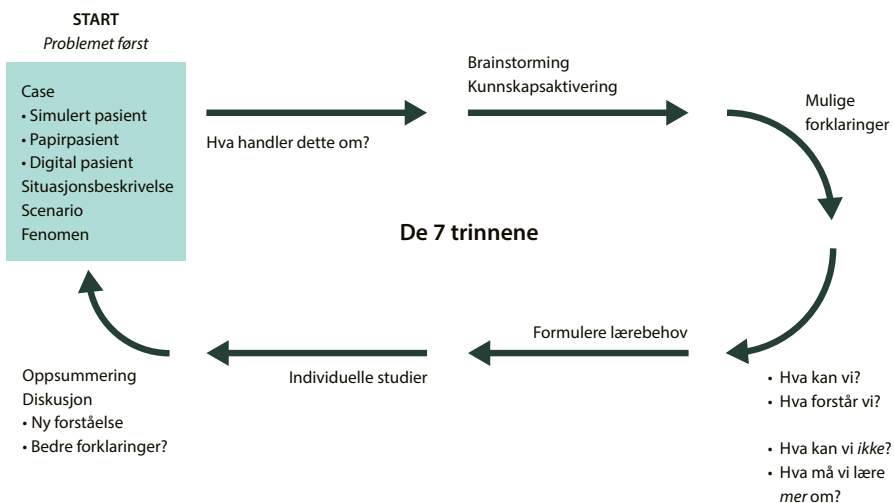 START
Problemet først
Case
• Simulert pasient
• Papirpasient
• Digital pasient
Situasjonsbeskrivelse
Scenario
Fenomen
Hva handler dette om?
Brainstorming
Kunnskapsaktivering
Mulige
forklaringer
De 7 trinnene
• Hva kan vi?
• Hva forstår vi?
• Hva kan vi ikke?
• Hva må vi lære
mer om?
Formulere lærebehov
Individuelle studier
Oppsummering
Diskusjon
• Ny forståelse
• Bedre forklaringer?